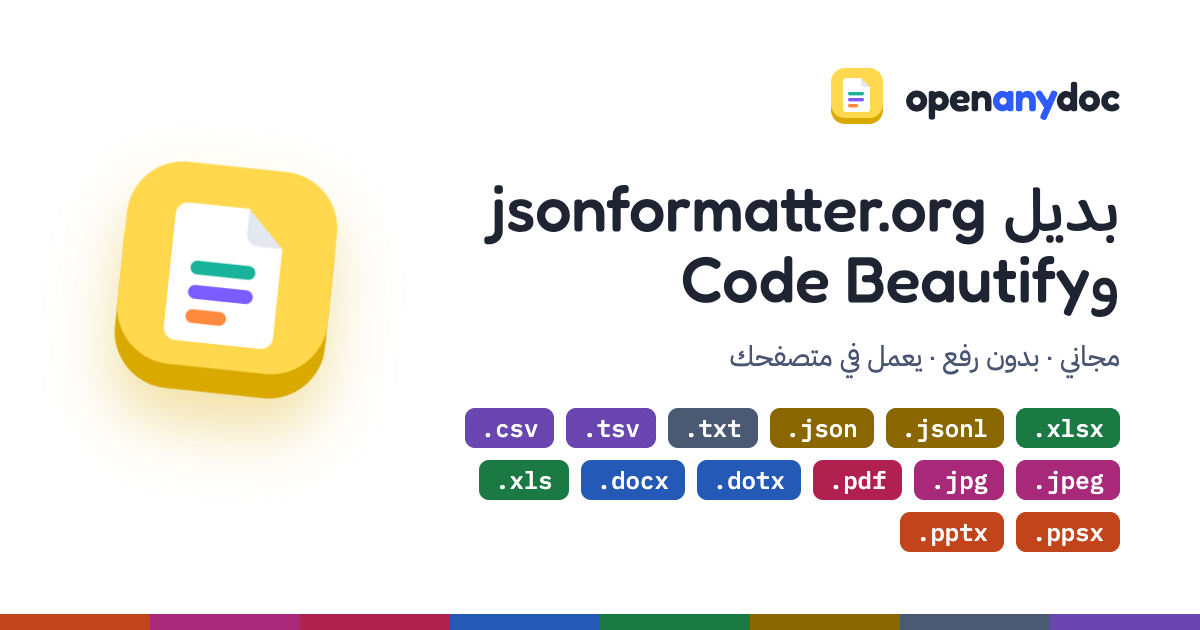 openanydoc
بديل jsonformatter.org
وCode Beautify
مجاني · بدون رفع · يعمل في متصفحك
.csv .tsv .txt .json .jsonl .xlsx
.xls .docx .dotx .pdf .jpg .jpeg
.pptx .ppsx